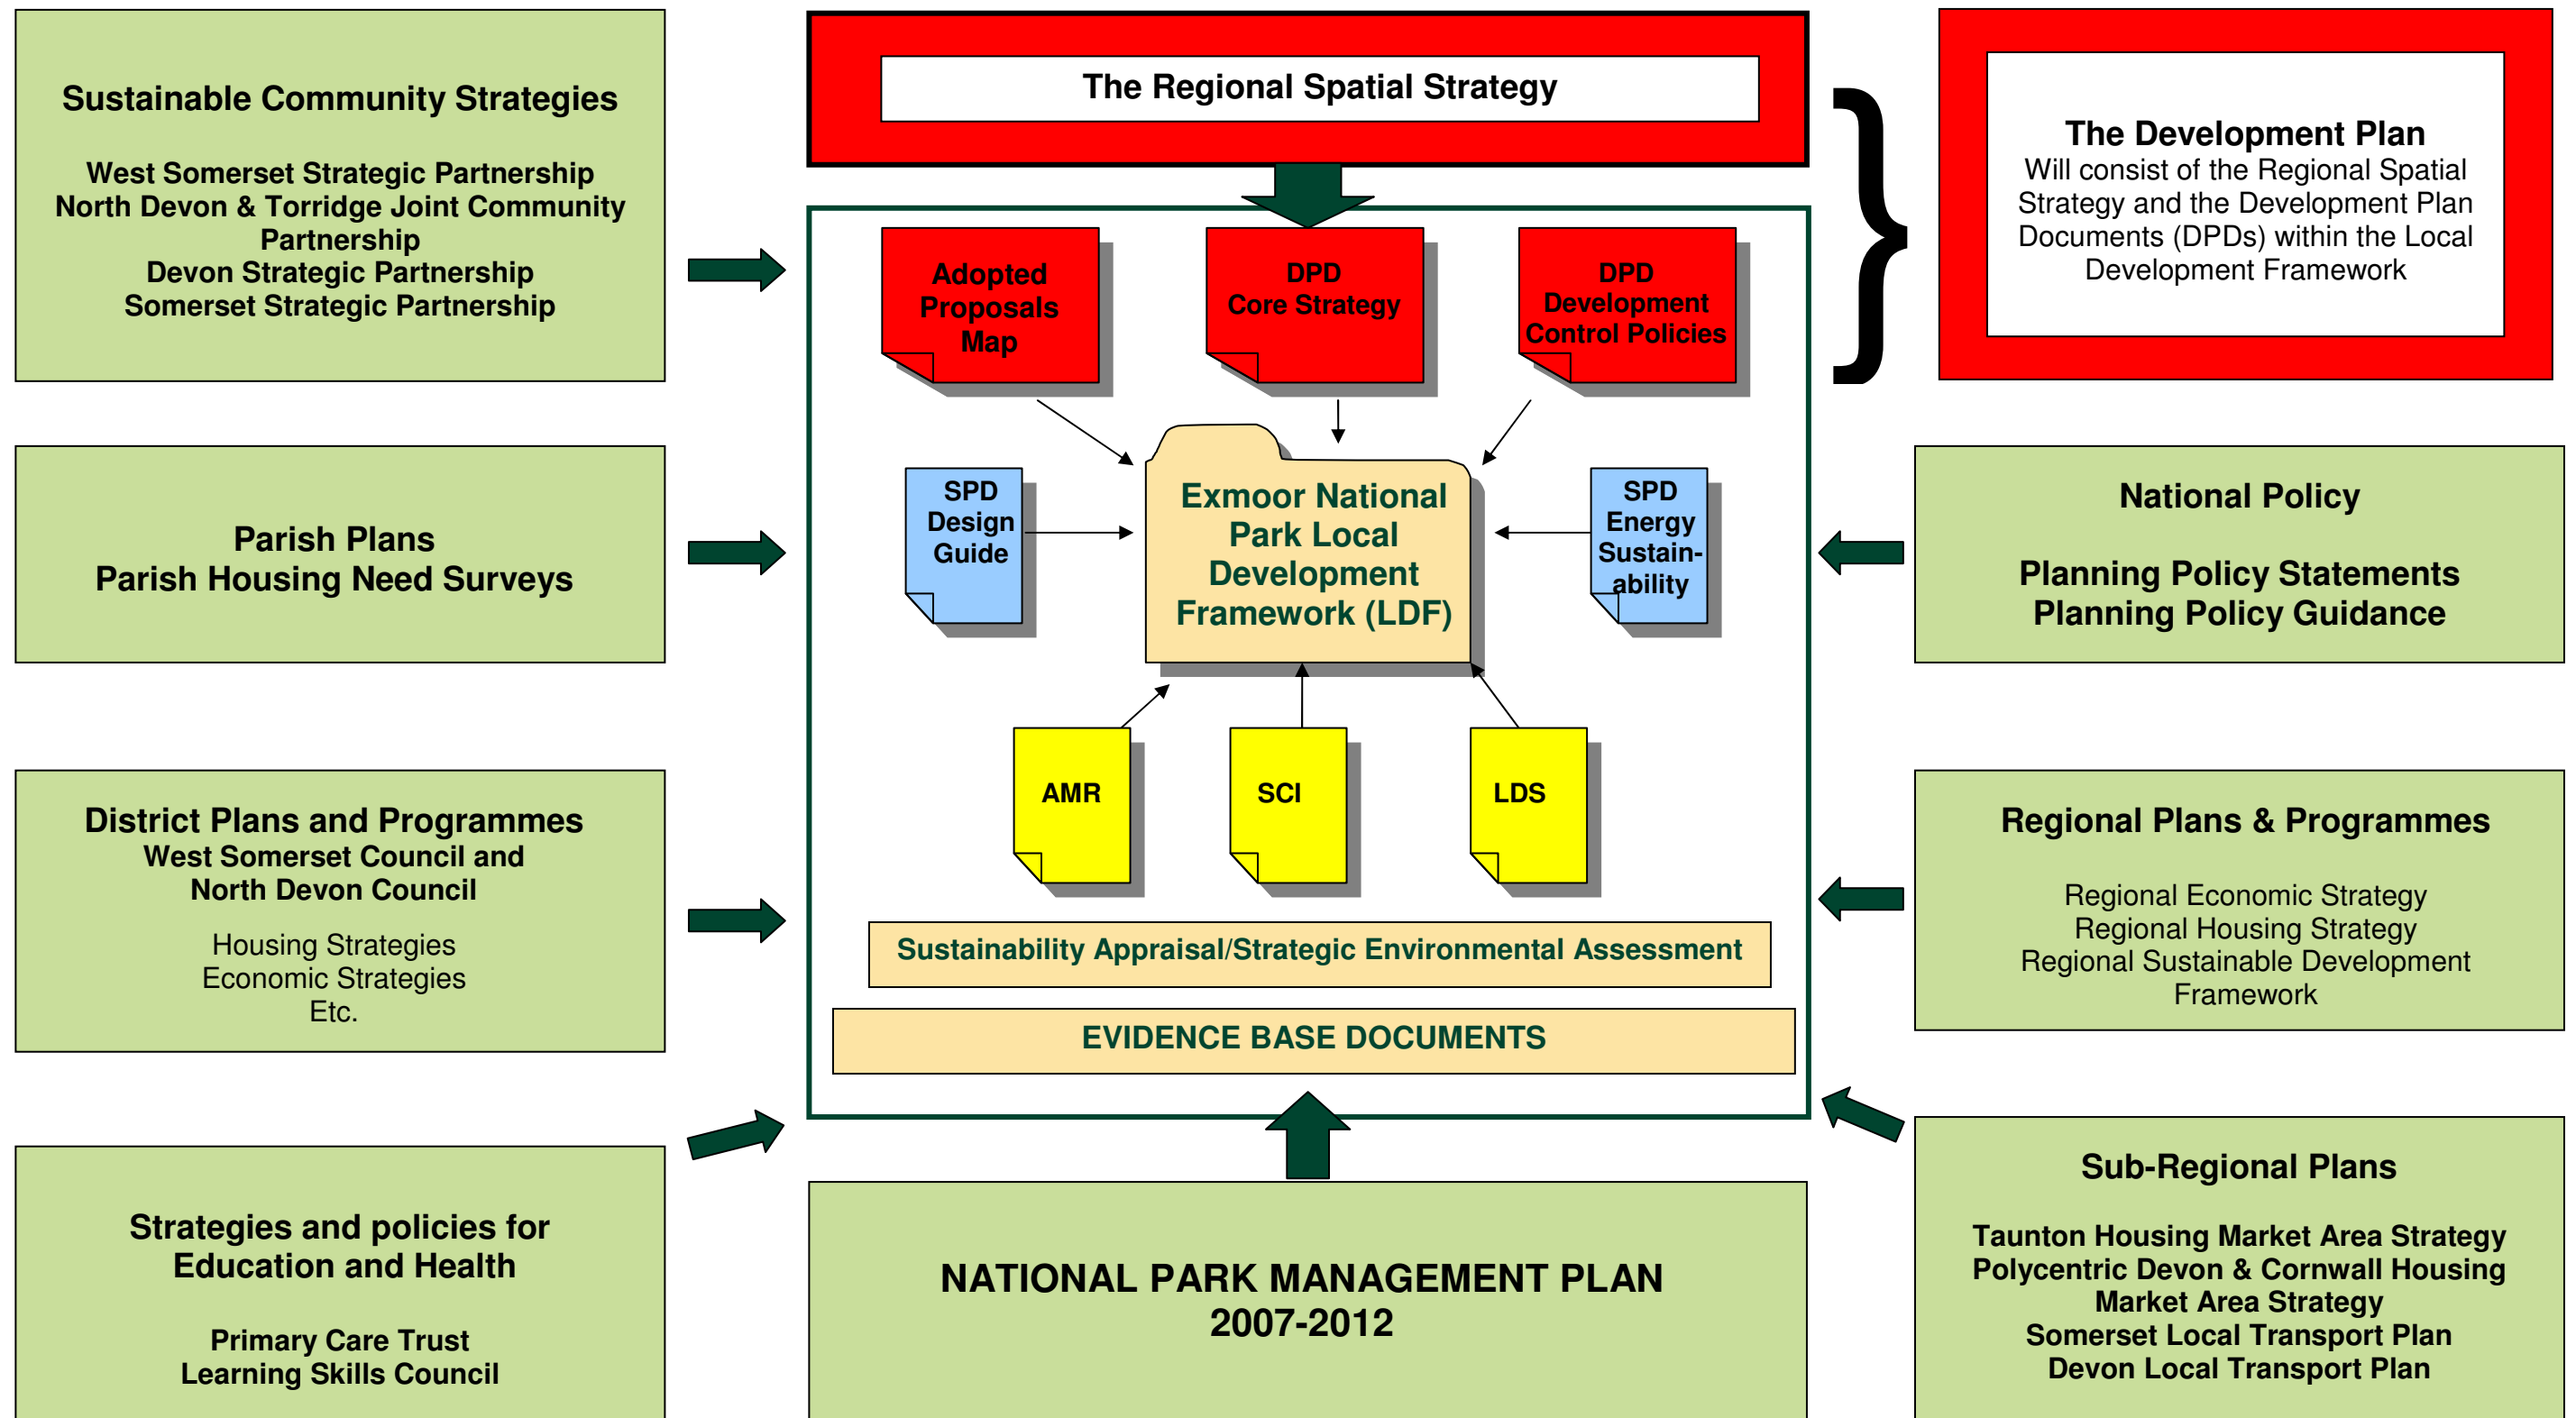 Sustainable Community Strategies
West Somerset Strategic Partnership
North Devon & Torridge Joint Community
Partnership
Devon Strategic Partnership
Somerset Strategic Partnership
The Regional Spatial Strategy
}
The Development Plan
Will consist of the Regional Spatial
Strategy and the Development Plan
Documents (DPDs) within the Local
Development Framework
Adopted
Proposals
Map
DPD
Core Strategy
DPD
Development
Control Policies
Parish Plans
Parish Housing Need Surveys
SPD
Design
Guide
Exmoor National
Park Local
Development
Framework (LDF)
SPD
Energy
Sustain-
ability
National Policy
Planning Policy Statements
Planning Policy Guidance
District Plans and Programmes
West Somerset Council and
North Devon Council
Housing Strategies
Economic Strategies
Etc.
AMR
SCI
LDS
Sustainability Appraisal/Strategic Environmental Assessment
EVIDENCE BASE DOCUMENTS
Regional Plans & Programmes
Regional Economic Strategy
Regional Housing Strategy
Regional Sustainable Development
Framework
Strategies and policies for
Education and Health
Primary Care Trust
Learning Skills Council
NATIONAL PARK MANAGEMENT PLAN
2007-2012
Sub-Regional Plans
Taunton Housing Market Area Strategy
Polycentric Devon & Cornwall Housing
Market Area Strategy
Somerset Local Transport Plan
Devon Local Transport Plan